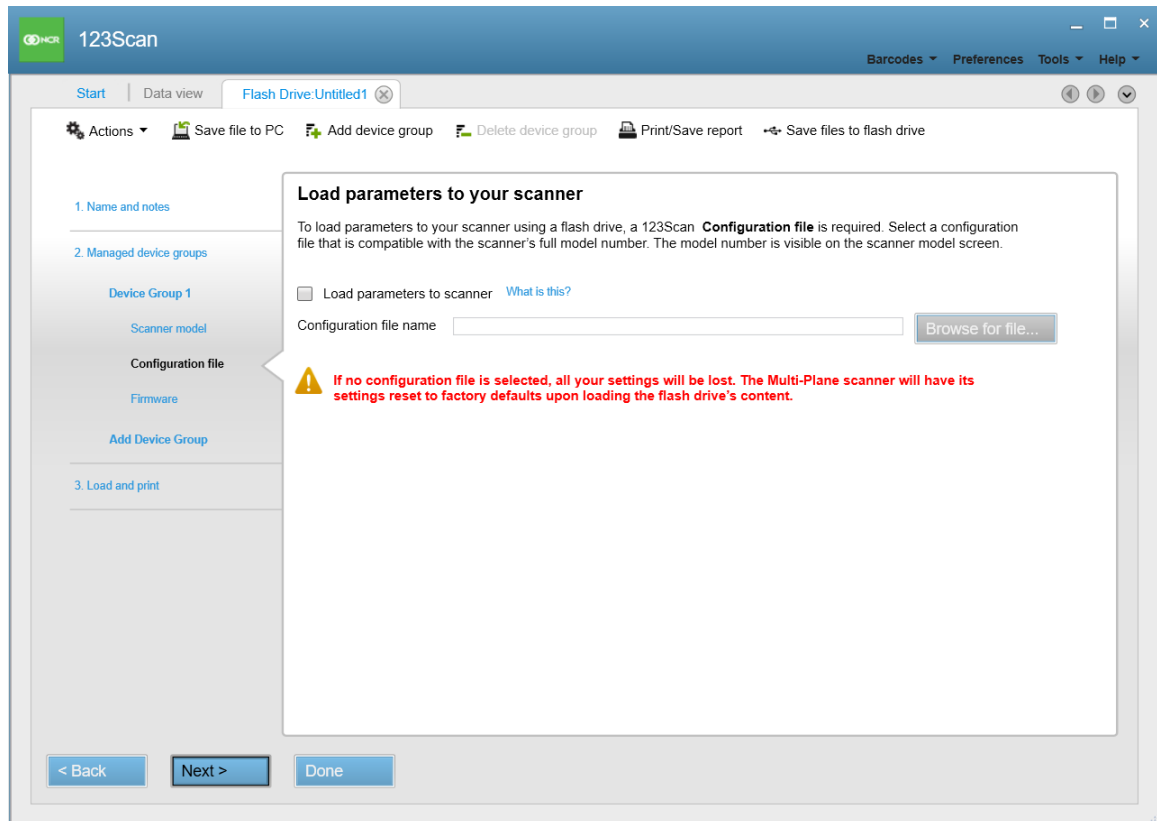 NCR
123Scan
Barcodes Preferences Tools Help
Start Data view Flash Drive:Untitled1
Actions Save file to PC Add device group Delete device group Print/Save report Save files to flash drive
1. Name and notes
2. Managed device groups
Device Group 1
Scanner model
Configuration file
Firmware
Add Device Group
3. Load and print
Load parameters to your scanner
To load parameters to your scanner using a flash drive, a 123Scan Configuration file is required. Select a configuration
file that is compatible with the scanner's full model number. The model number is visible on the scanner model screen.
Load parameters to scanner What is this?
Configuration file name Browse for file...
If no configuration file is selected, all your settings will be lost. The Multi-Plane scanner will have its
settings reset to factory defaults upon loading the flash drive's content.
< Back Next > Done